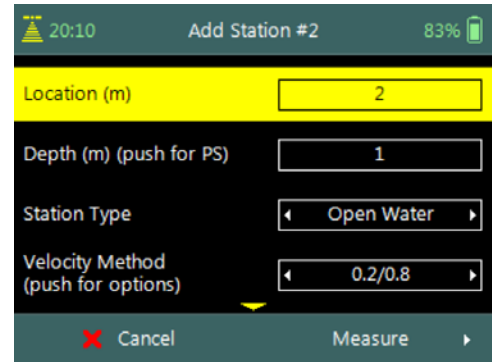 20:10 Add Station #2 83%
Location (m) 2
Depth (m) (push for PS) 1
Station Type Open Water
Velocity Method
(push for options) 0.2/0.8
Cancel Measure